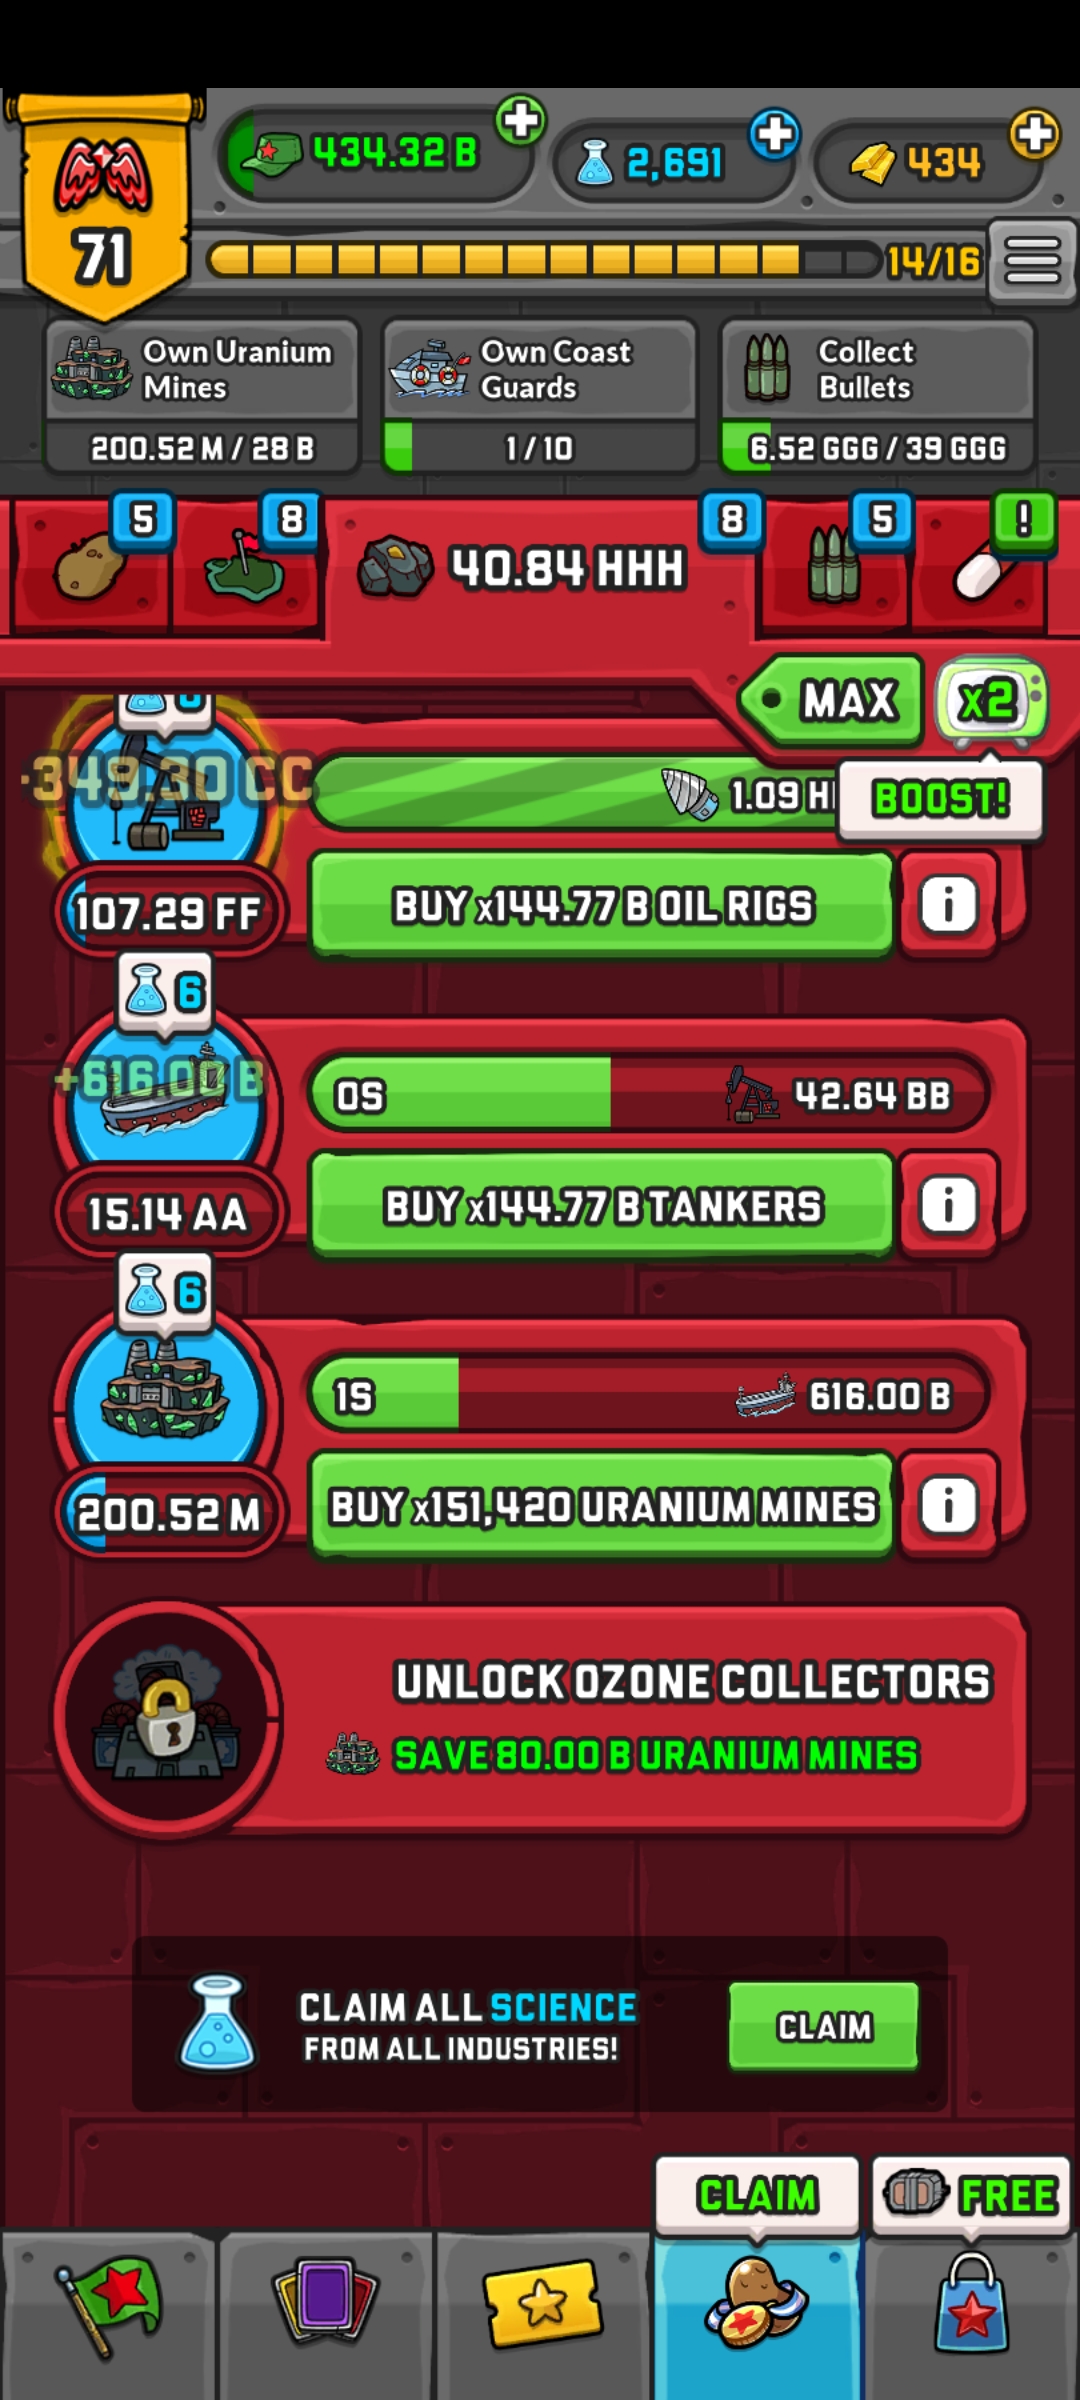 434.32 B
2,691
434
71
14/16
Own Uranium
Mines
200.52 M / 28 B
Own Coast
Guards
1 / 10
Collect
Bullets
6.52 GGG / 39 GGG
5
8
40.84 HHH
8
5
!
MAX
x2
BOOST!
349.30 CC
1.09 H
107.29 FF
BUY x144.77 B OIL RIGS
i
6
+616.00 B
0S
42.64 BB
15.14 AA
BUY x144.77 B TANKERS
i
6
1S
616.00 B
200.52 M
BUY x151,420 URANIUM MINES
i
UNLOCK OZONE COLLECTORS
SAVE 80.00 B URANIUM MINES
CLAIM ALL SCIENCE
FROM ALL INDUSTRIES!
CLAIM
CLAIM
FREE